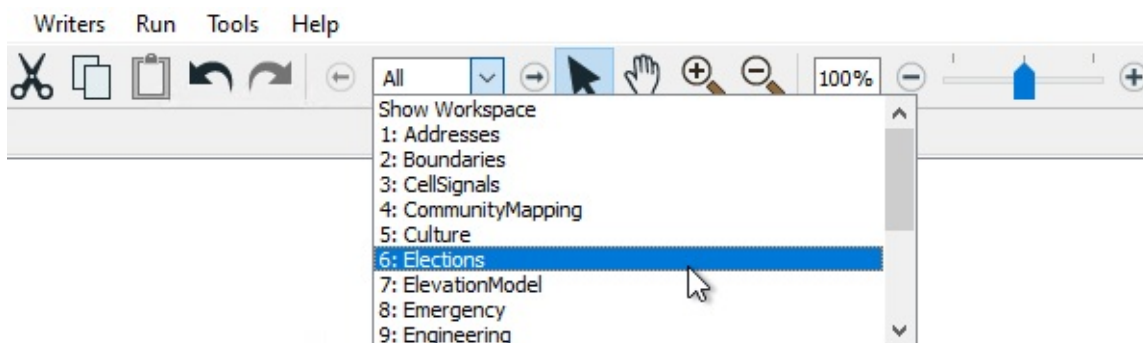 Writers Run Tools Help
All 100%
Show Workspace
1: Addresses
2: Boundaries
3: CellSignals
4: CommunityMapping
5: Culture
6: Elections
7: ElevationModel
8: Emergency
9: Engineering